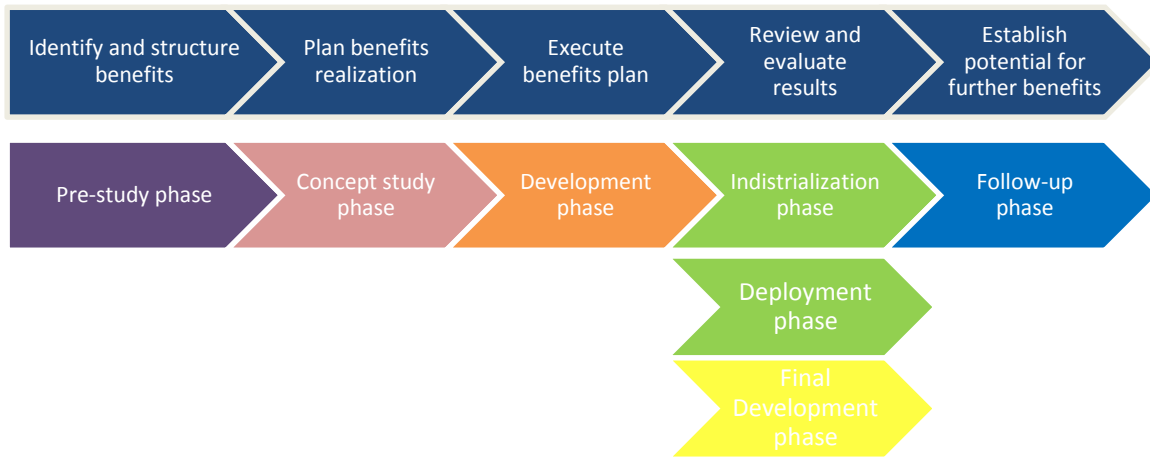 Identify and structure
benefits
Plan benefits
realization
Execute
benefits plan
Review and
evaluate
results
Establish
potential for
further benefits
Pre-study phase
Concept study
phase
Development
phase
Indistrialization
phase
Follow-up
phase
Deployment
phase
Final
Development
phase